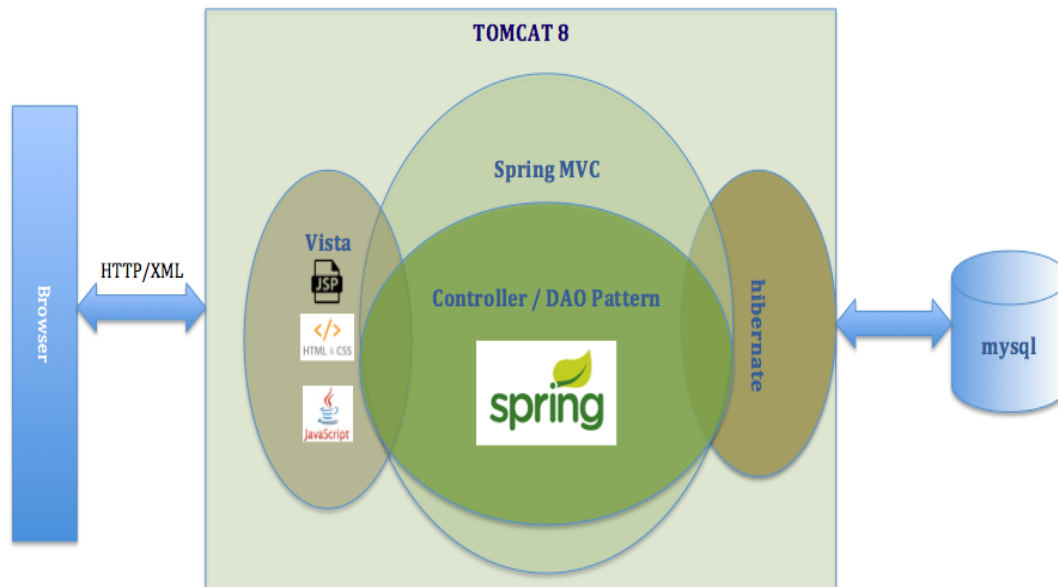 TOMCAT 8
Spring MVC
Vista
JSP
</>
HTML & CSS
JavaScript
Controller / DAO Pattern
spring
hibernate
Browser
HTTP/XML
mysql